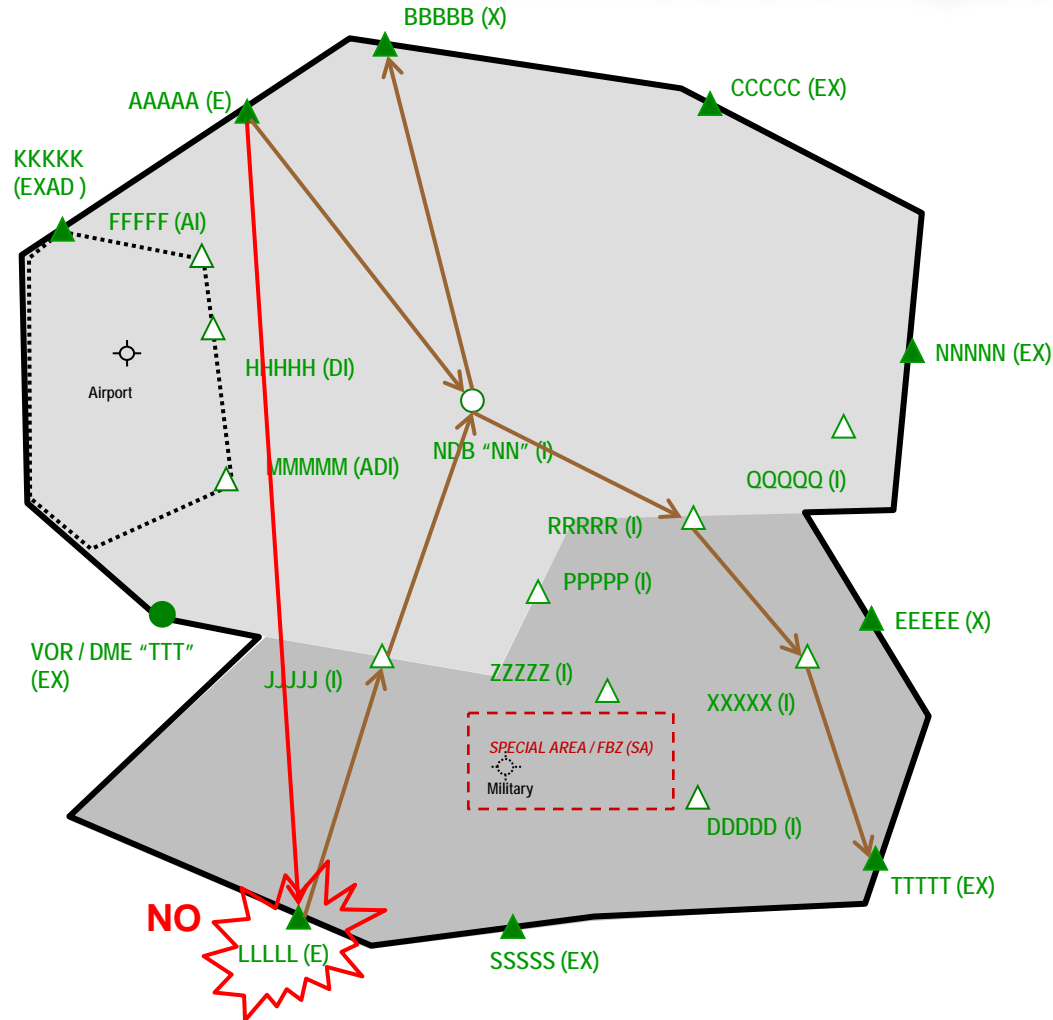 BBBBB (X)
CCCCC (EX)
AAAAA (E)
KKKKK
(EXAD )
FFFFF (AI)
NNNNN (EX)
HHHHH (DI)
Airport
NDB “NN” (I)
MMMMM (ADI)
QQQQQ (I)
RRRRR (I)
PPPPP (I)
EEEEE (X)
VOR / DME “TTT”
(EX)
JJJJJ (I)
ZZZZZ (I)
XXXXX (I)
SPECIAL AREA / FBZ (SA)
Military
DDDDD (I)
TTTTT (EX)
NO
LLLLL (E)
SSSSS (EX)